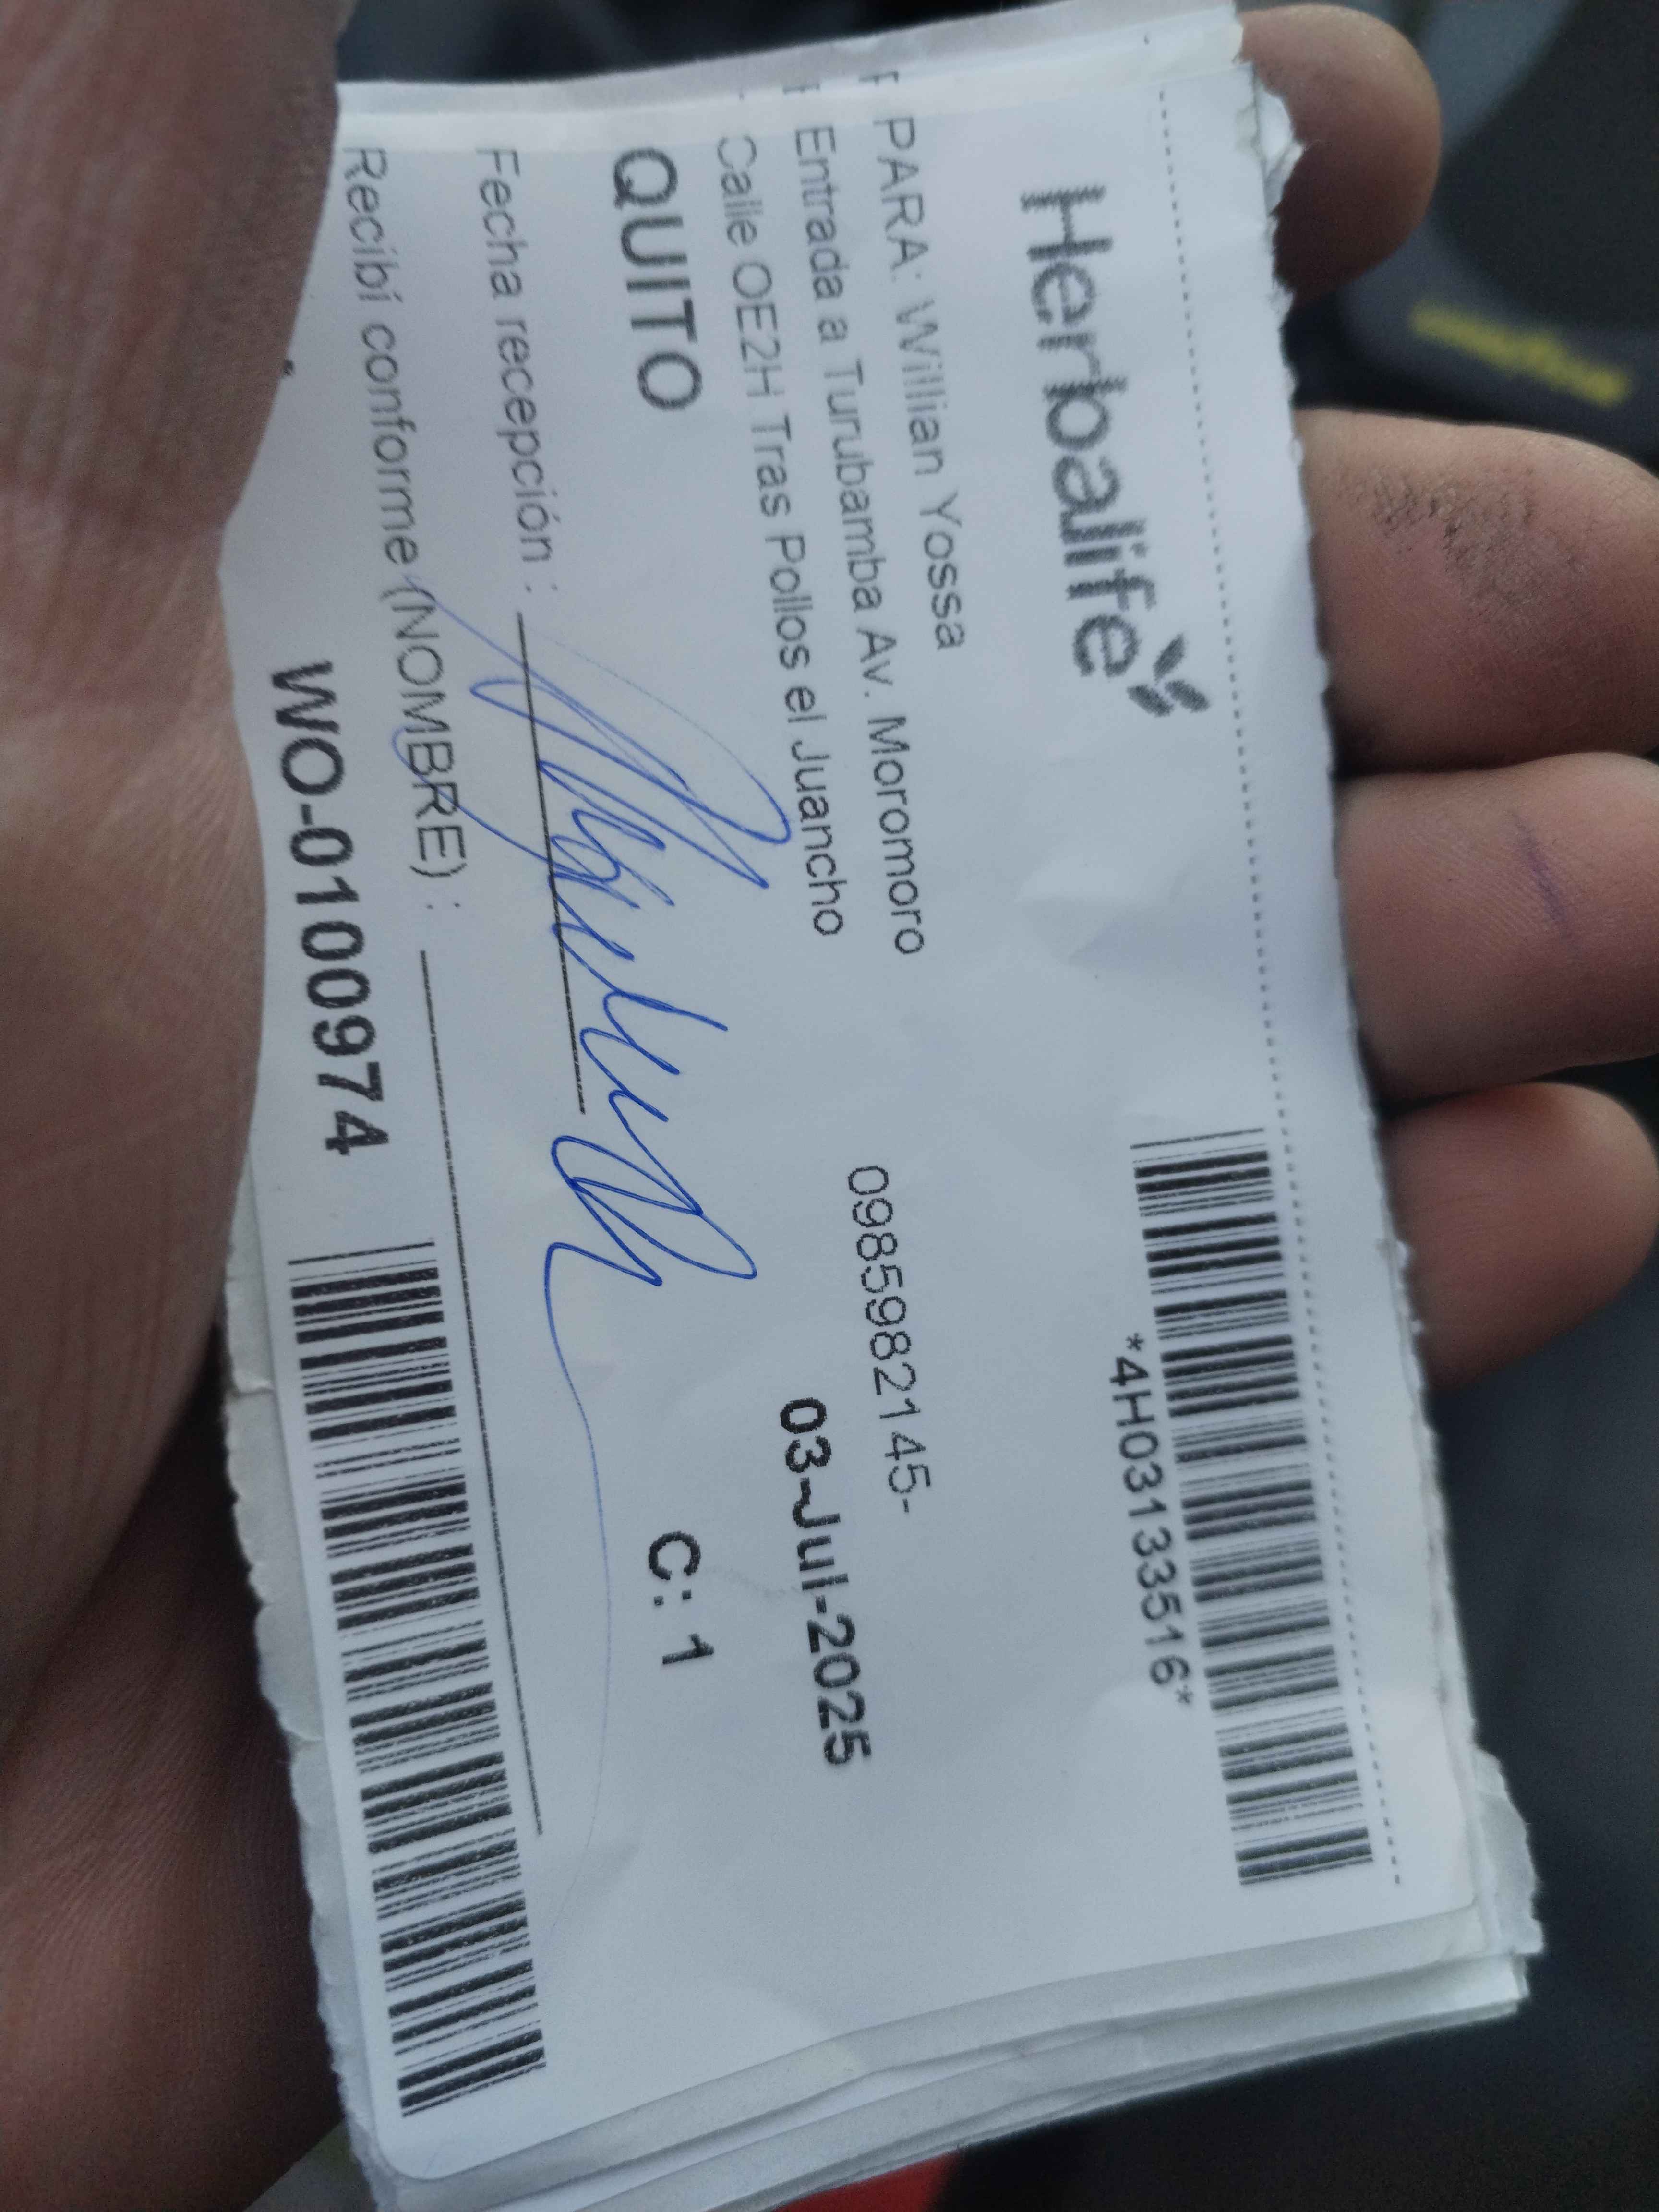 *4H03133516*
Herbalife
PARA: Willian Yossa
0985982145-
Entrada a Turubamba Av. Moromoro
Calle OE2H Tras Pollos el Juancho
03-Jul-2025
QUITO
C: 1
Fecha recepción :
Recibí conforme (NOMBRE) :
WO-0100974